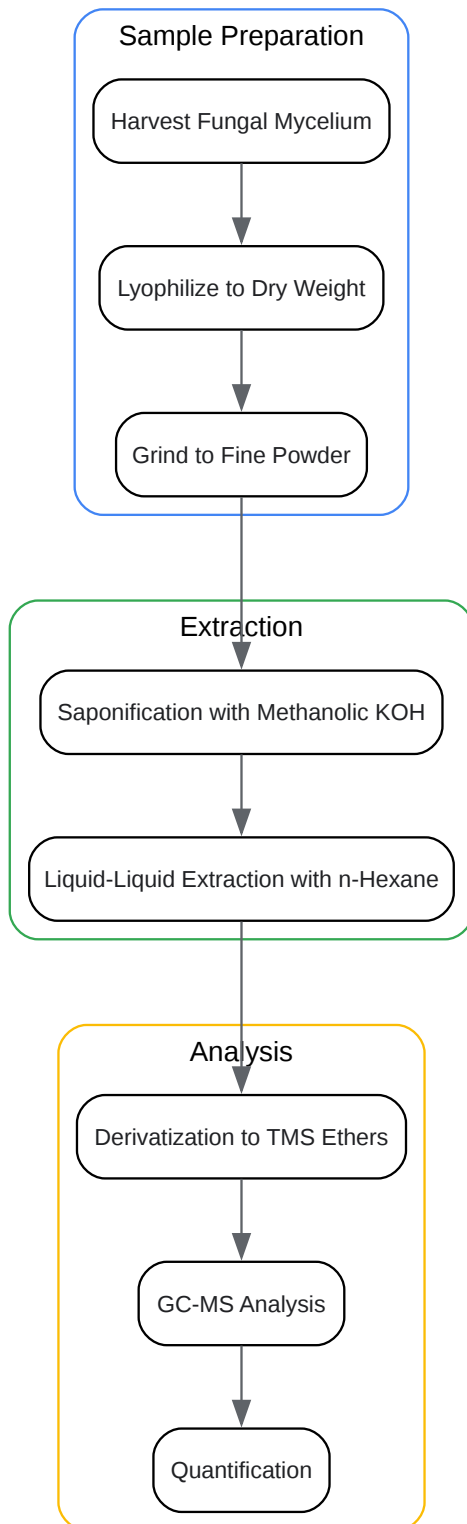 Sample Preparation
Harvest Fungal Mycelium
Lyophilize to Dry Weight
Grind to Fine Powder
Extraction
Saponification with Methanolic KOH
Liquid-Liquid Extraction with n-Hexane
Analysis
Derivatization to TMS Ethers
GC-MS Analysis
Quantification